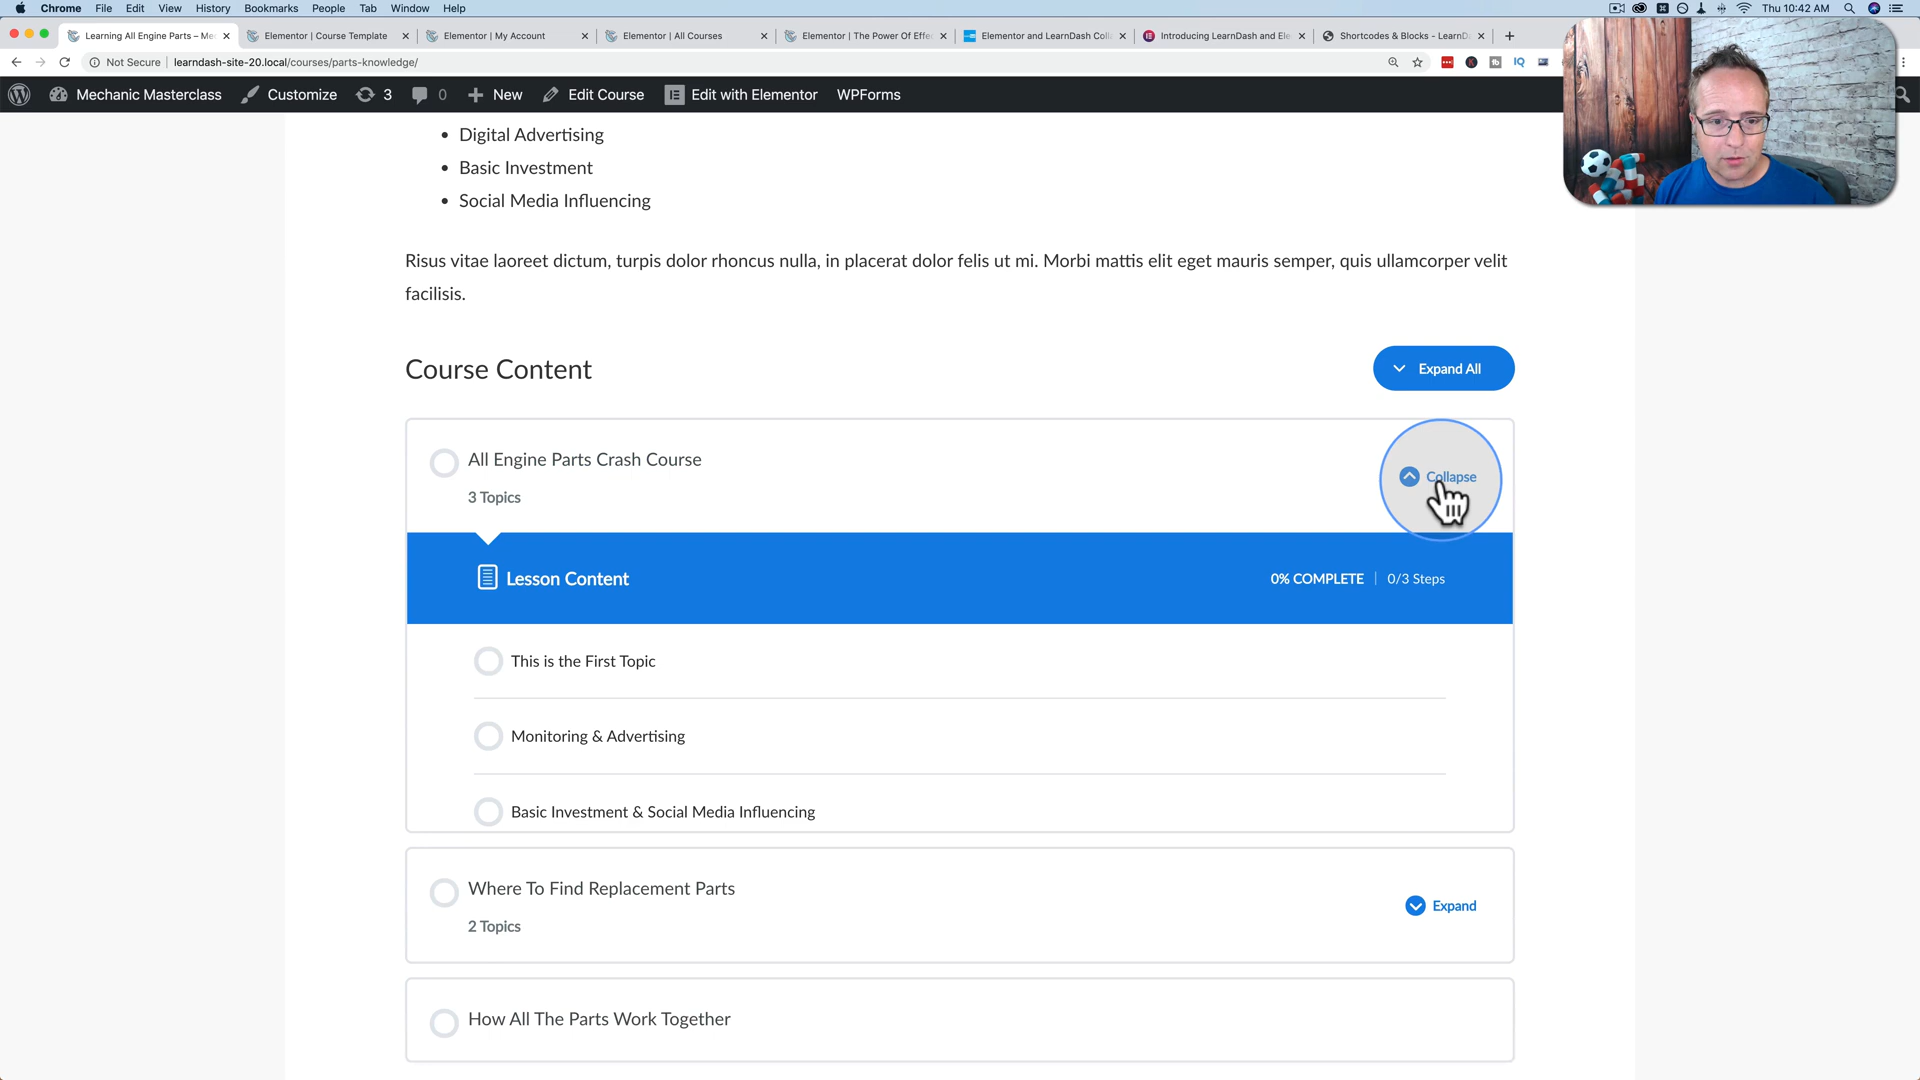 Chrome File Edit View History Bookmarks People Tab Window Help Thu 10:42 AM
Learning All Engine Parts – Me Elementor | Course Template Elementor | My Account Elementor | All Courses Elementor | The Power Of Effe Elementor and LearnDash Coll Introducing LearnDash and Ele Shortcodes & Blocks - LearnD
Not Secure learndash-site-20.local/courses/parts-knowledge/ IQ
Mechanic Masterclass Customize 3 0 New Edit Course Edit with Elementor WPForms
• Digital Advertising
• Basic Investment
• Social Media Influencing
Risus vitae laoreet dictum, turpis dolor rhoncus nulla, in placerat dolor felis ut mi. Morbi mattis elit eget mauris semper, quis ullamcorper velit
facilisis.
Course Content Expand All
All Engine Parts Crash Course
Collapse
3 Topics
Lesson Content 0% COMPLETE | 0/3 Steps
This is the First Topic
Monitoring & Advertising
Basic Investment & Social Media Influencing
Where To Find Replacement Parts
Expand
2 Topics
How All The Parts Work Together